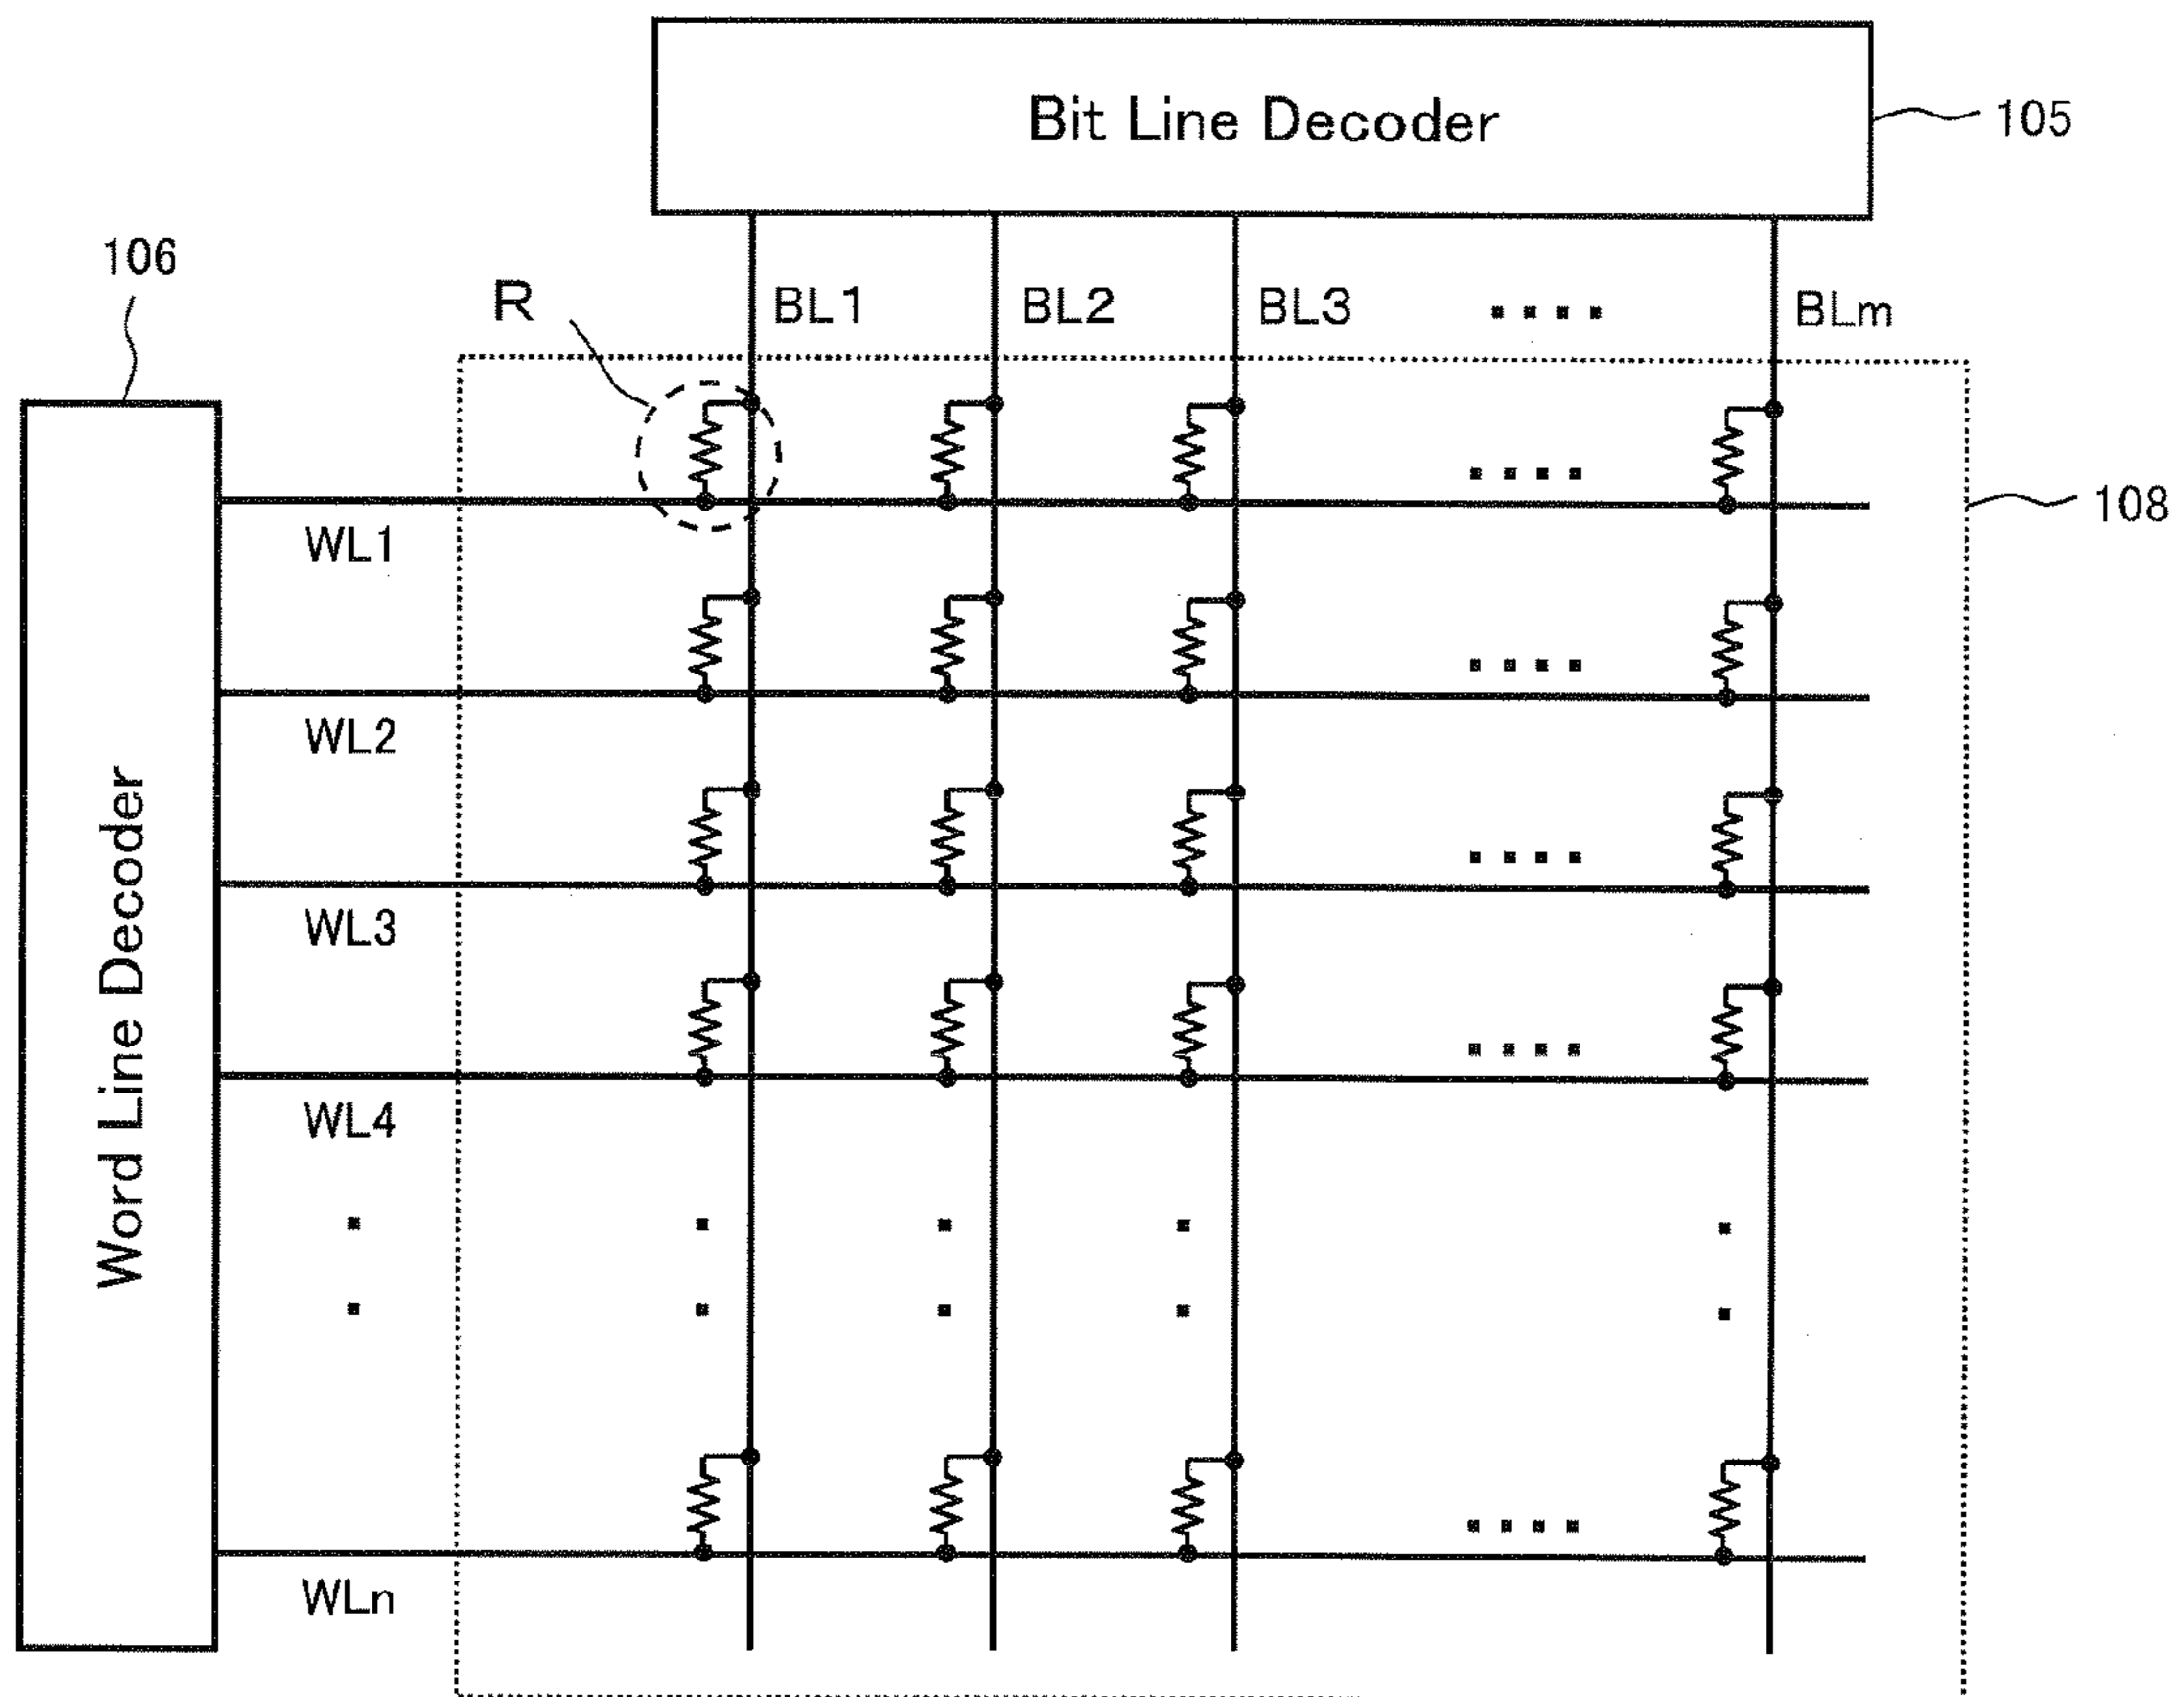 Bit Line Decoder
105
106
R
BL1 BL2 BL3 .... BLm
108
WL1
WL2
WL3
WL4
WLn
Word Line Decoder